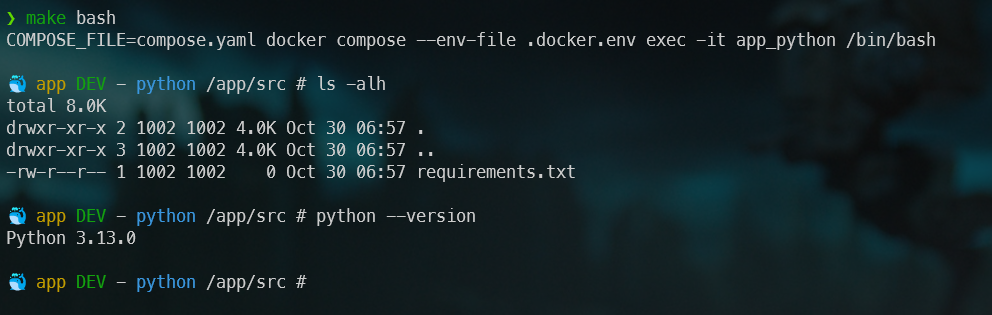 ❯ make bash
COMPOSE_FILE=compose.yaml docker compose --env-file .docker.env exec -it app_python /bin/bash
🐳 app DEV - python /app/src # ls -alh
total 8.0K
drwxr-xr-x 2 1002 1002 4.0K Oct 30 06:57 .
drwxr-xr-x 3 1002 1002 4.0K Oct 30 06:57 ..
-rw-r--r-- 1 1002 1002    0 Oct 30 06:57 requirements.txt
🐳 app DEV - python /app/src # python --version
Python 3.13.0
🐳 app DEV - python /app/src #